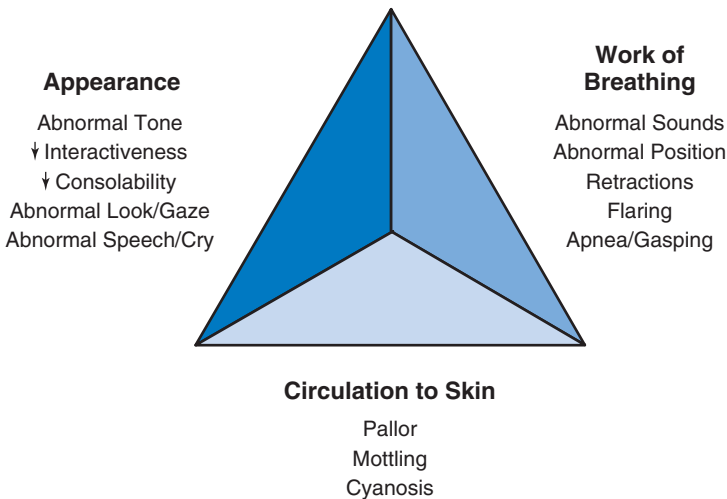 Appearance
Abnormal Tone
↓ Interactiveness
↓ Consolability
Abnormal Look/Gaze
Abnormal Speech/Cry
Work of
Breathing
Abnormal Sounds
Abnormal Position
Retractions
Flaring
Apnea/Gasping
Circulation to Skin
Pallor
Mottling
Cyanosis